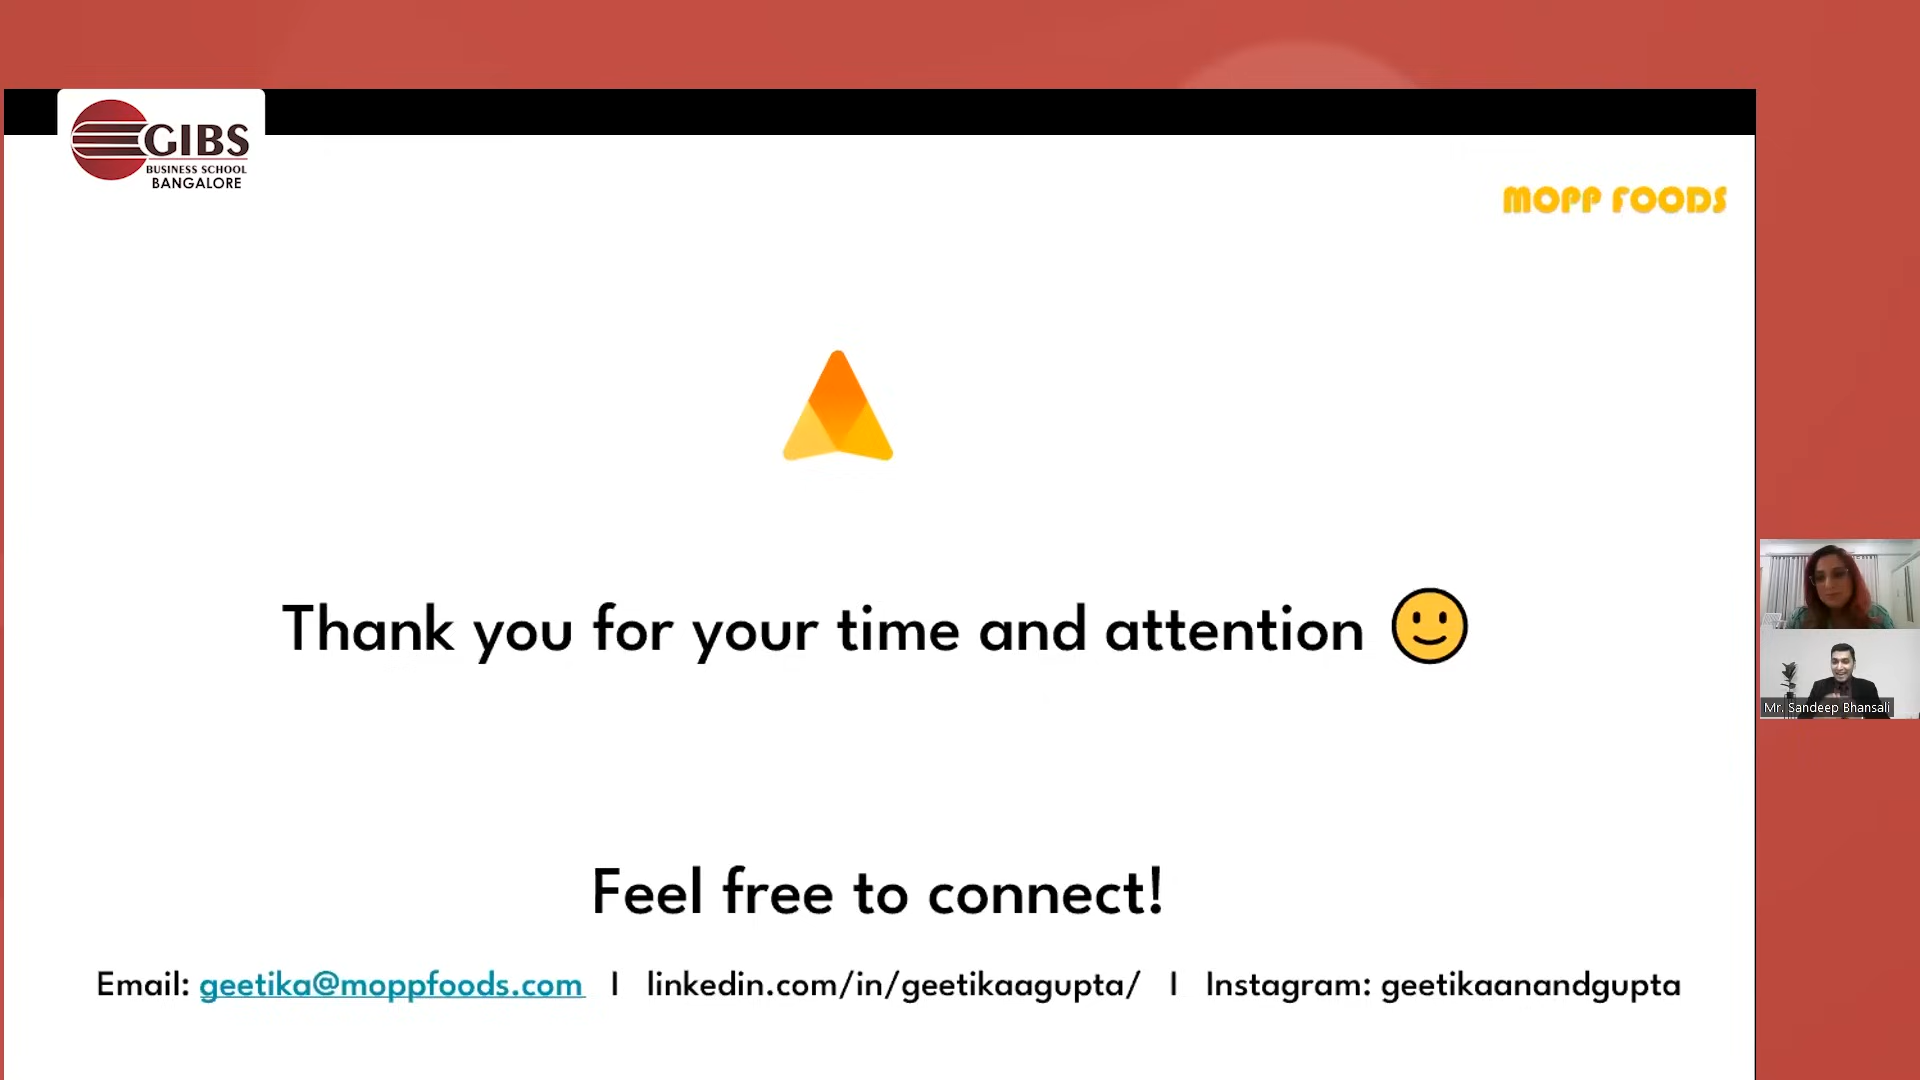 GIBS
BUSINESS SCHOOL
BANGALORE
MOPP FOODS
Thank you for your time and attention
Mr. Sandeep Bhansali
Feel free to connect!
Email: geetika@moppfoods.com | linkedin.com/in/geetikaagupta/ | Instagram: geetikaanandgupta